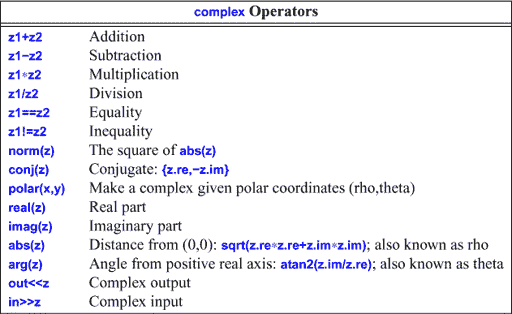 complex Operators
z1+z2 Addition
z1−z2 Subtraction
z1∗z2 Multiplication
z1/z2 Division
z1==z2 Equality
z1!=z2 Inequality
norm(z) The square of abs(z)
conj(z) Conjugate: {z.re,−z.im}
polar(x,y) Make a complex given polar coordinates (rho,theta)
real(z) Real part
imag(z) Imaginary part
abs(z) Distance from (0,0): sqrt(z.re∗z.re+z.im∗z.im); also known as rho
arg(z) Angle from positive real axis: atan2(z.im/z.re); also known as theta
out<<z Complex output
in>>z Complex input